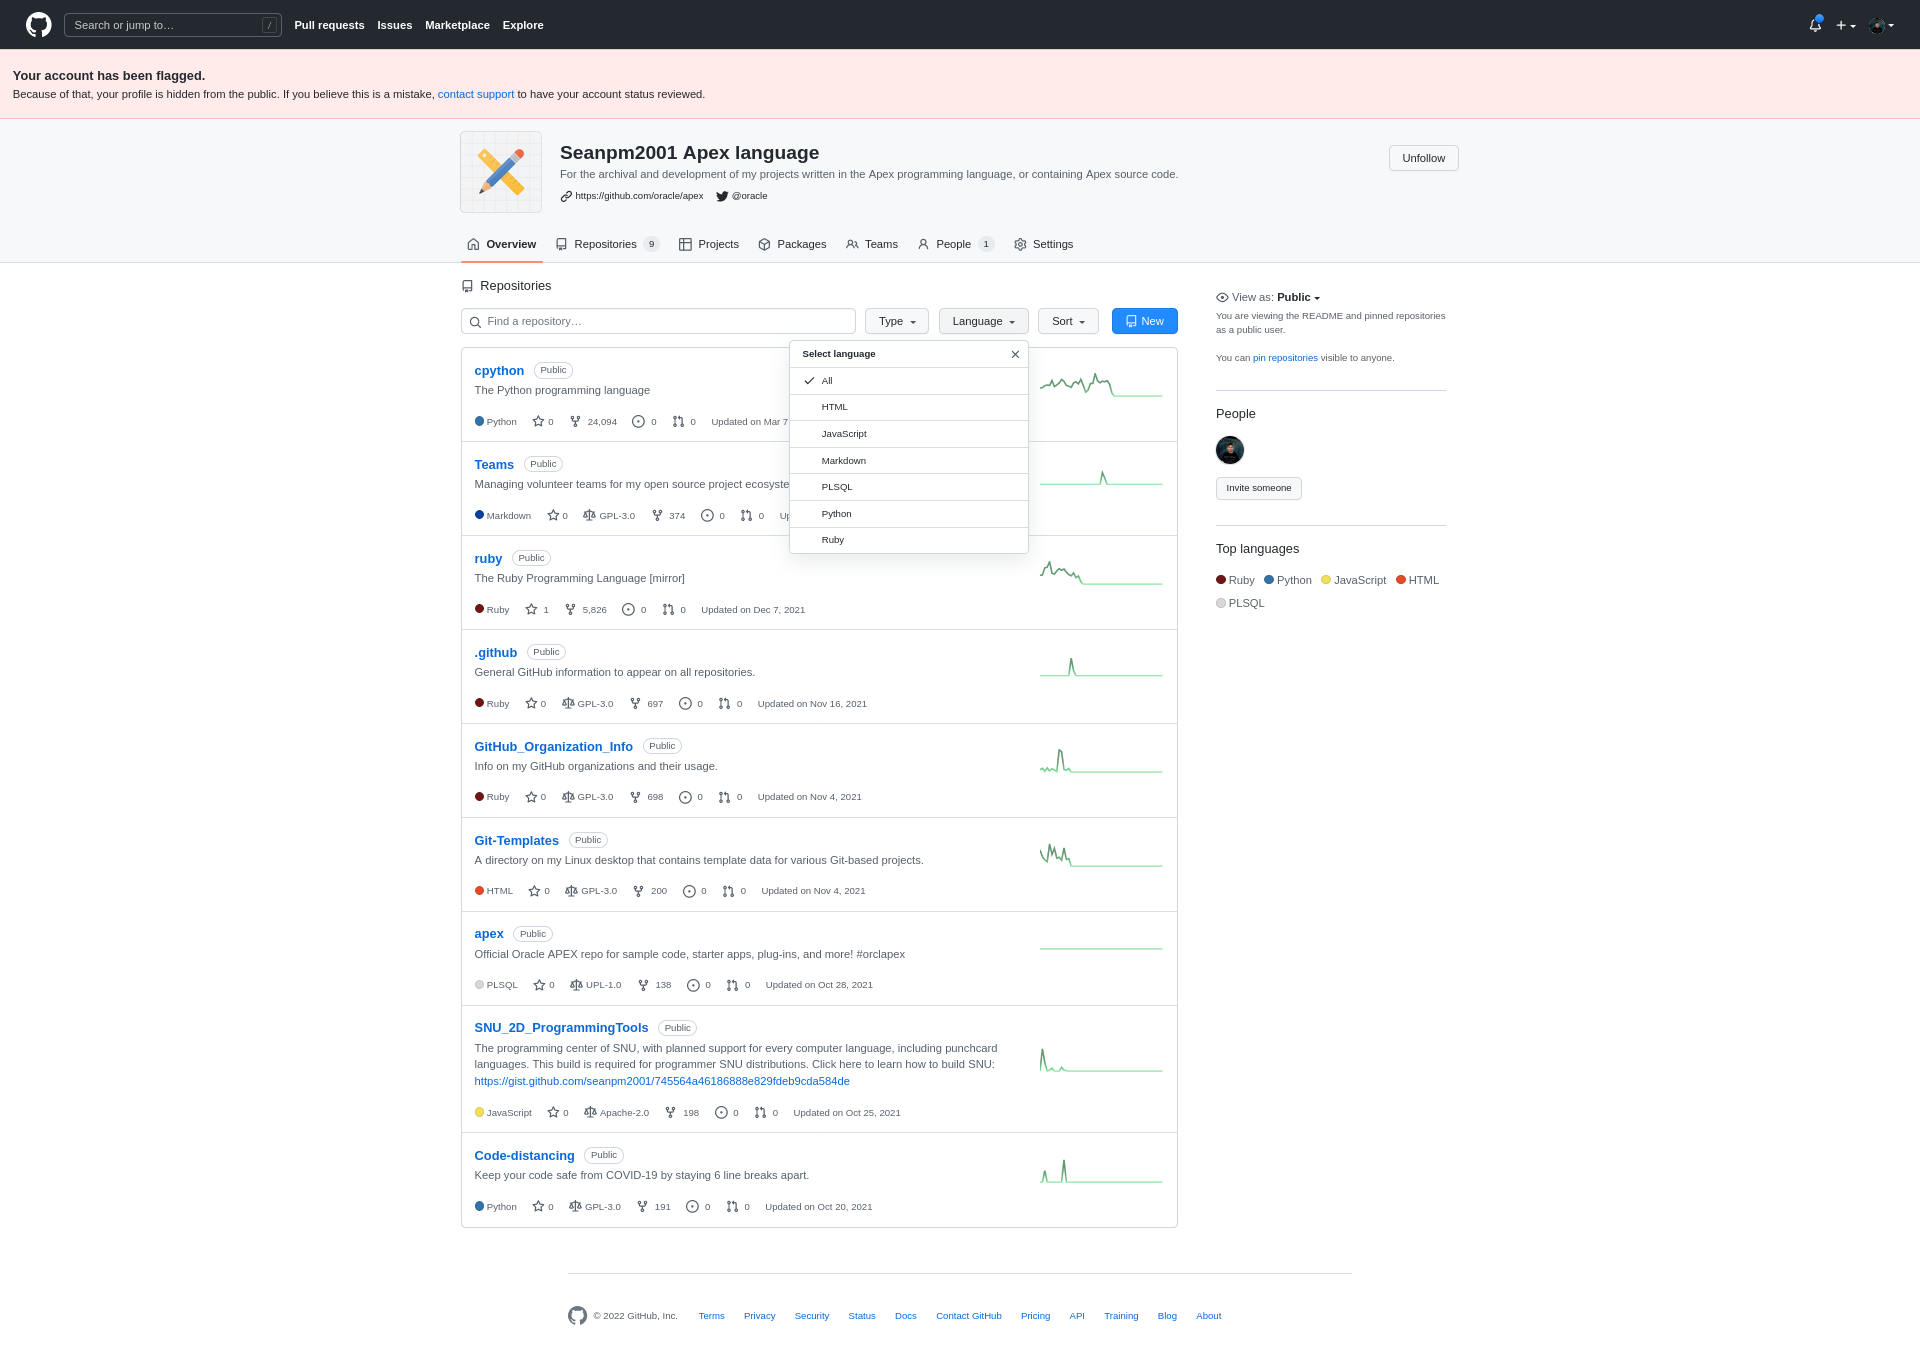 Search or jump to… /
Pull requests Issues Marketplace Explore
Your account has been flagged.
Because of that, your profile is hidden from the public. If you believe this is a mistake, contact support to have your account status reviewed.
Seanpm2001 Apex language
For the archival and development of my projects written in the Apex programming language, or containing Apex source code.
https://github.com/oracle/apex @oracle
Unfollow
Overview Repositories 9 Projects Packages Teams People 1 Settings
Repositories
Find a repository… Type Language Sort New
Select language
All
HTML
JavaScript
Markdown
PLSQL
Python
Ruby
cpython Public
The Python programming language
Python 0 24,094 0 0 Updated on Mar 7
Teams Public
Managing volunteer teams for my open source project
Markdown 0 GPL-3.0 374 0 0
ruby Public
The Ruby Programming Language [mirror]
Ruby 1 5,826 0 0 Updated on Dec 7, 2021
.github Public
General GitHub information to appear on all repositories.
Ruby 0 GPL-3.0 697 0 0 Updated on Nov 16, 2021
GitHub_Organization_Info Public
Info on my GitHub organizations and their usage.
Ruby 0 GPL-3.0 698 0 0 Updated on Nov 4, 2021
Git-Templates Public
A directory on my Linux desktop that contains template data for various Git-based projects.
HTML 0 GPL-3.0 200 0 0 Updated on Nov 4, 2021
apex Public
Official Oracle APEX repo for sample code, starter apps, plug-ins, and more! #orclapex
PLSQL 0 UPL-1.0 138 0 0 Updated on Oct 28, 2021
SNU_2D_ProgrammingTools Public
The programming center of SNU, with planned support for every computer language, including punchcard
languages. This build is required for programmer SNU distributions. Click here to learn how to build SNU:
https://gist.github.com/seanpm2001/745564a46186888e829fdeb9cda584de
JavaScript 0 Apache-2.0 198 0 0 Updated on Oct 25, 2021
Code-distancing Public
Keep your code safe from COVID-19 by staying 6 line breaks apart.
Python 0 GPL-3.0 191 0 0 Updated on Oct 20, 2021
View as: Public
You are viewing the README and pinned repositories
as a public user.
You can pin repositories visible to anyone.
People
Invite someone
Top languages
Ruby Python JavaScript HTML
PLSQL
© 2022 GitHub, Inc. Terms Privacy Security Status Docs Contact GitHub Pricing API Training Blog About